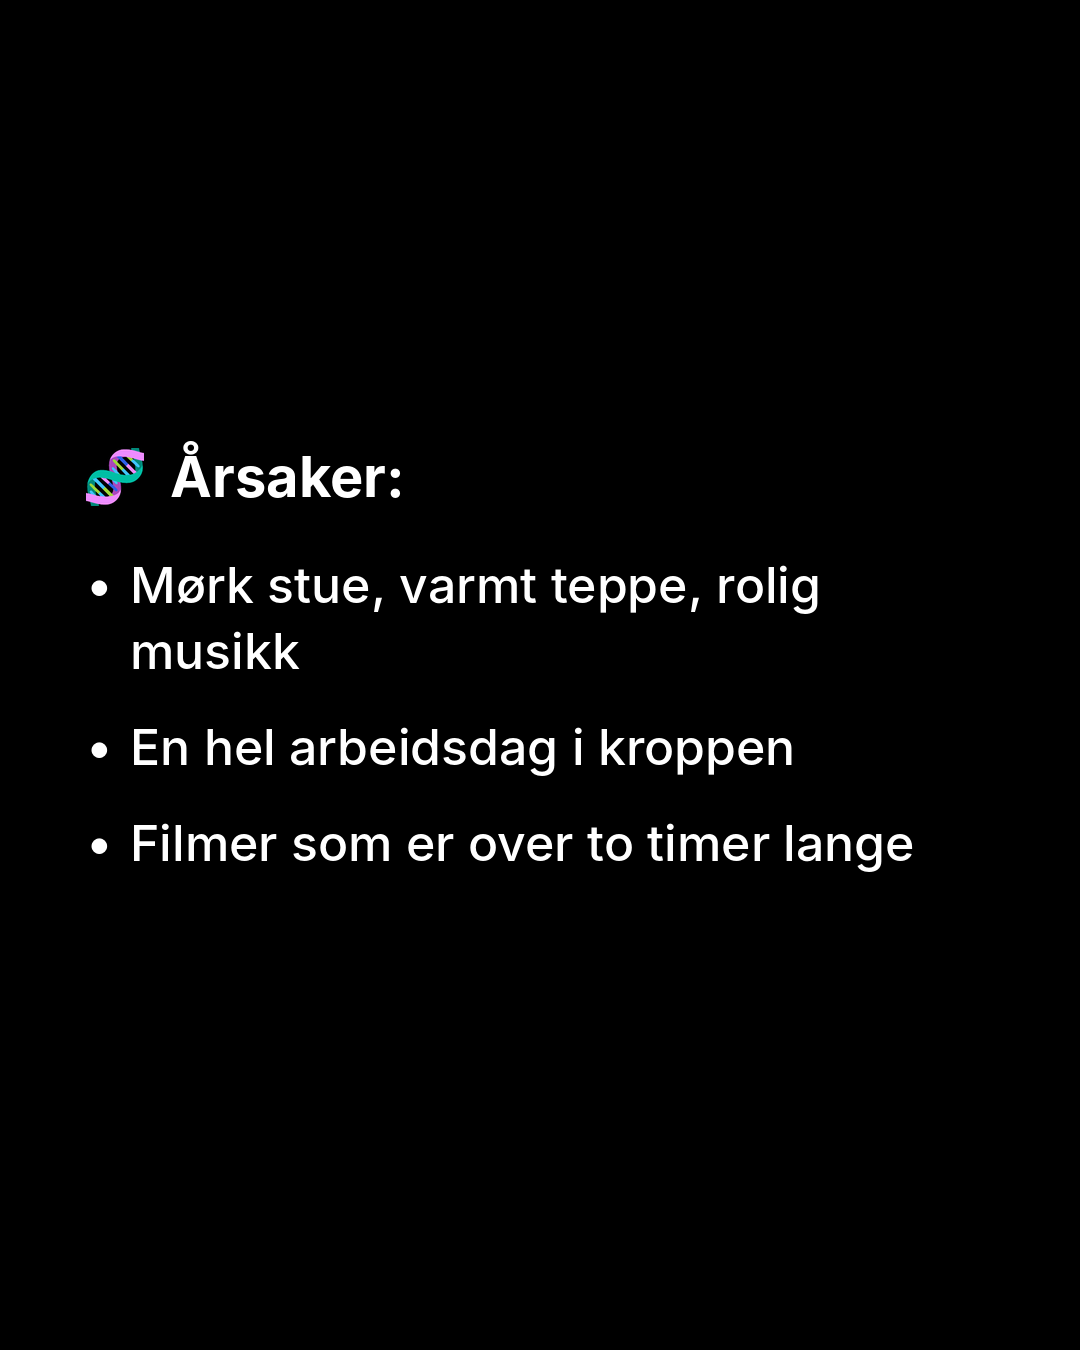 🧬 Årsaker:
• Mørk stue, varmt teppe, rolig
musikk
• En hel arbeidsdag i kroppen
• Filmer som er over to timer lange